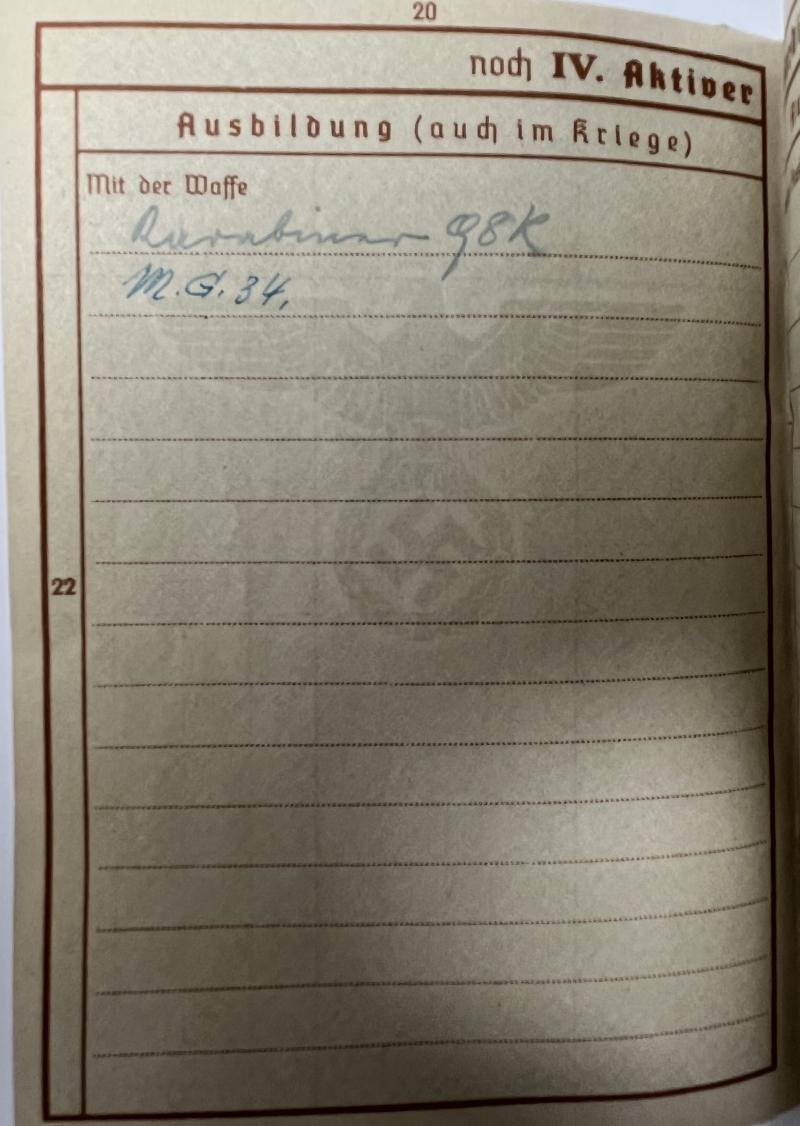 20
noch IV. Aktiver
Ausbildung (auch im Kriege)
Mit der Waffe
Karabiner 98K
M.G. 34.
22